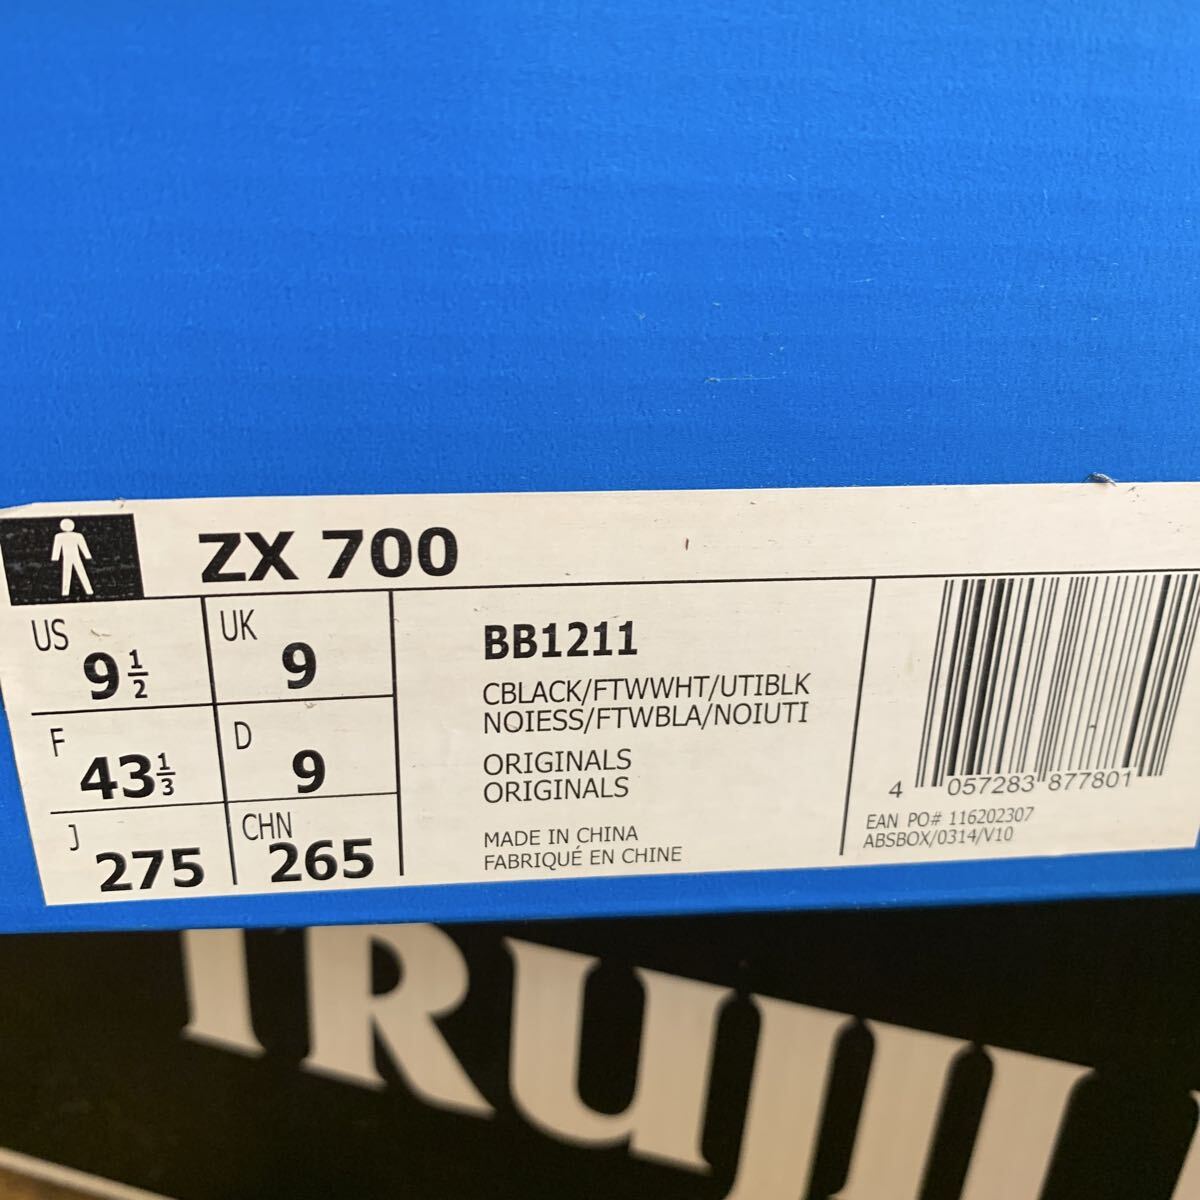 ZX 700
US 9 1/2
UK 9
F 43 1/3
D 9
J 275
CHN 265
BB1211
CBLACK/FTWWHT/UTIBLK
NOIESS/FTWBLA/NOIUTI
ORIGINALS
ORIGINALS
MADE IN CHINA
FABRIQUÉ EN CHINE
4 057283 877801
EAN PO# 116202307
ABSBOX/0314/V10
TRUJI